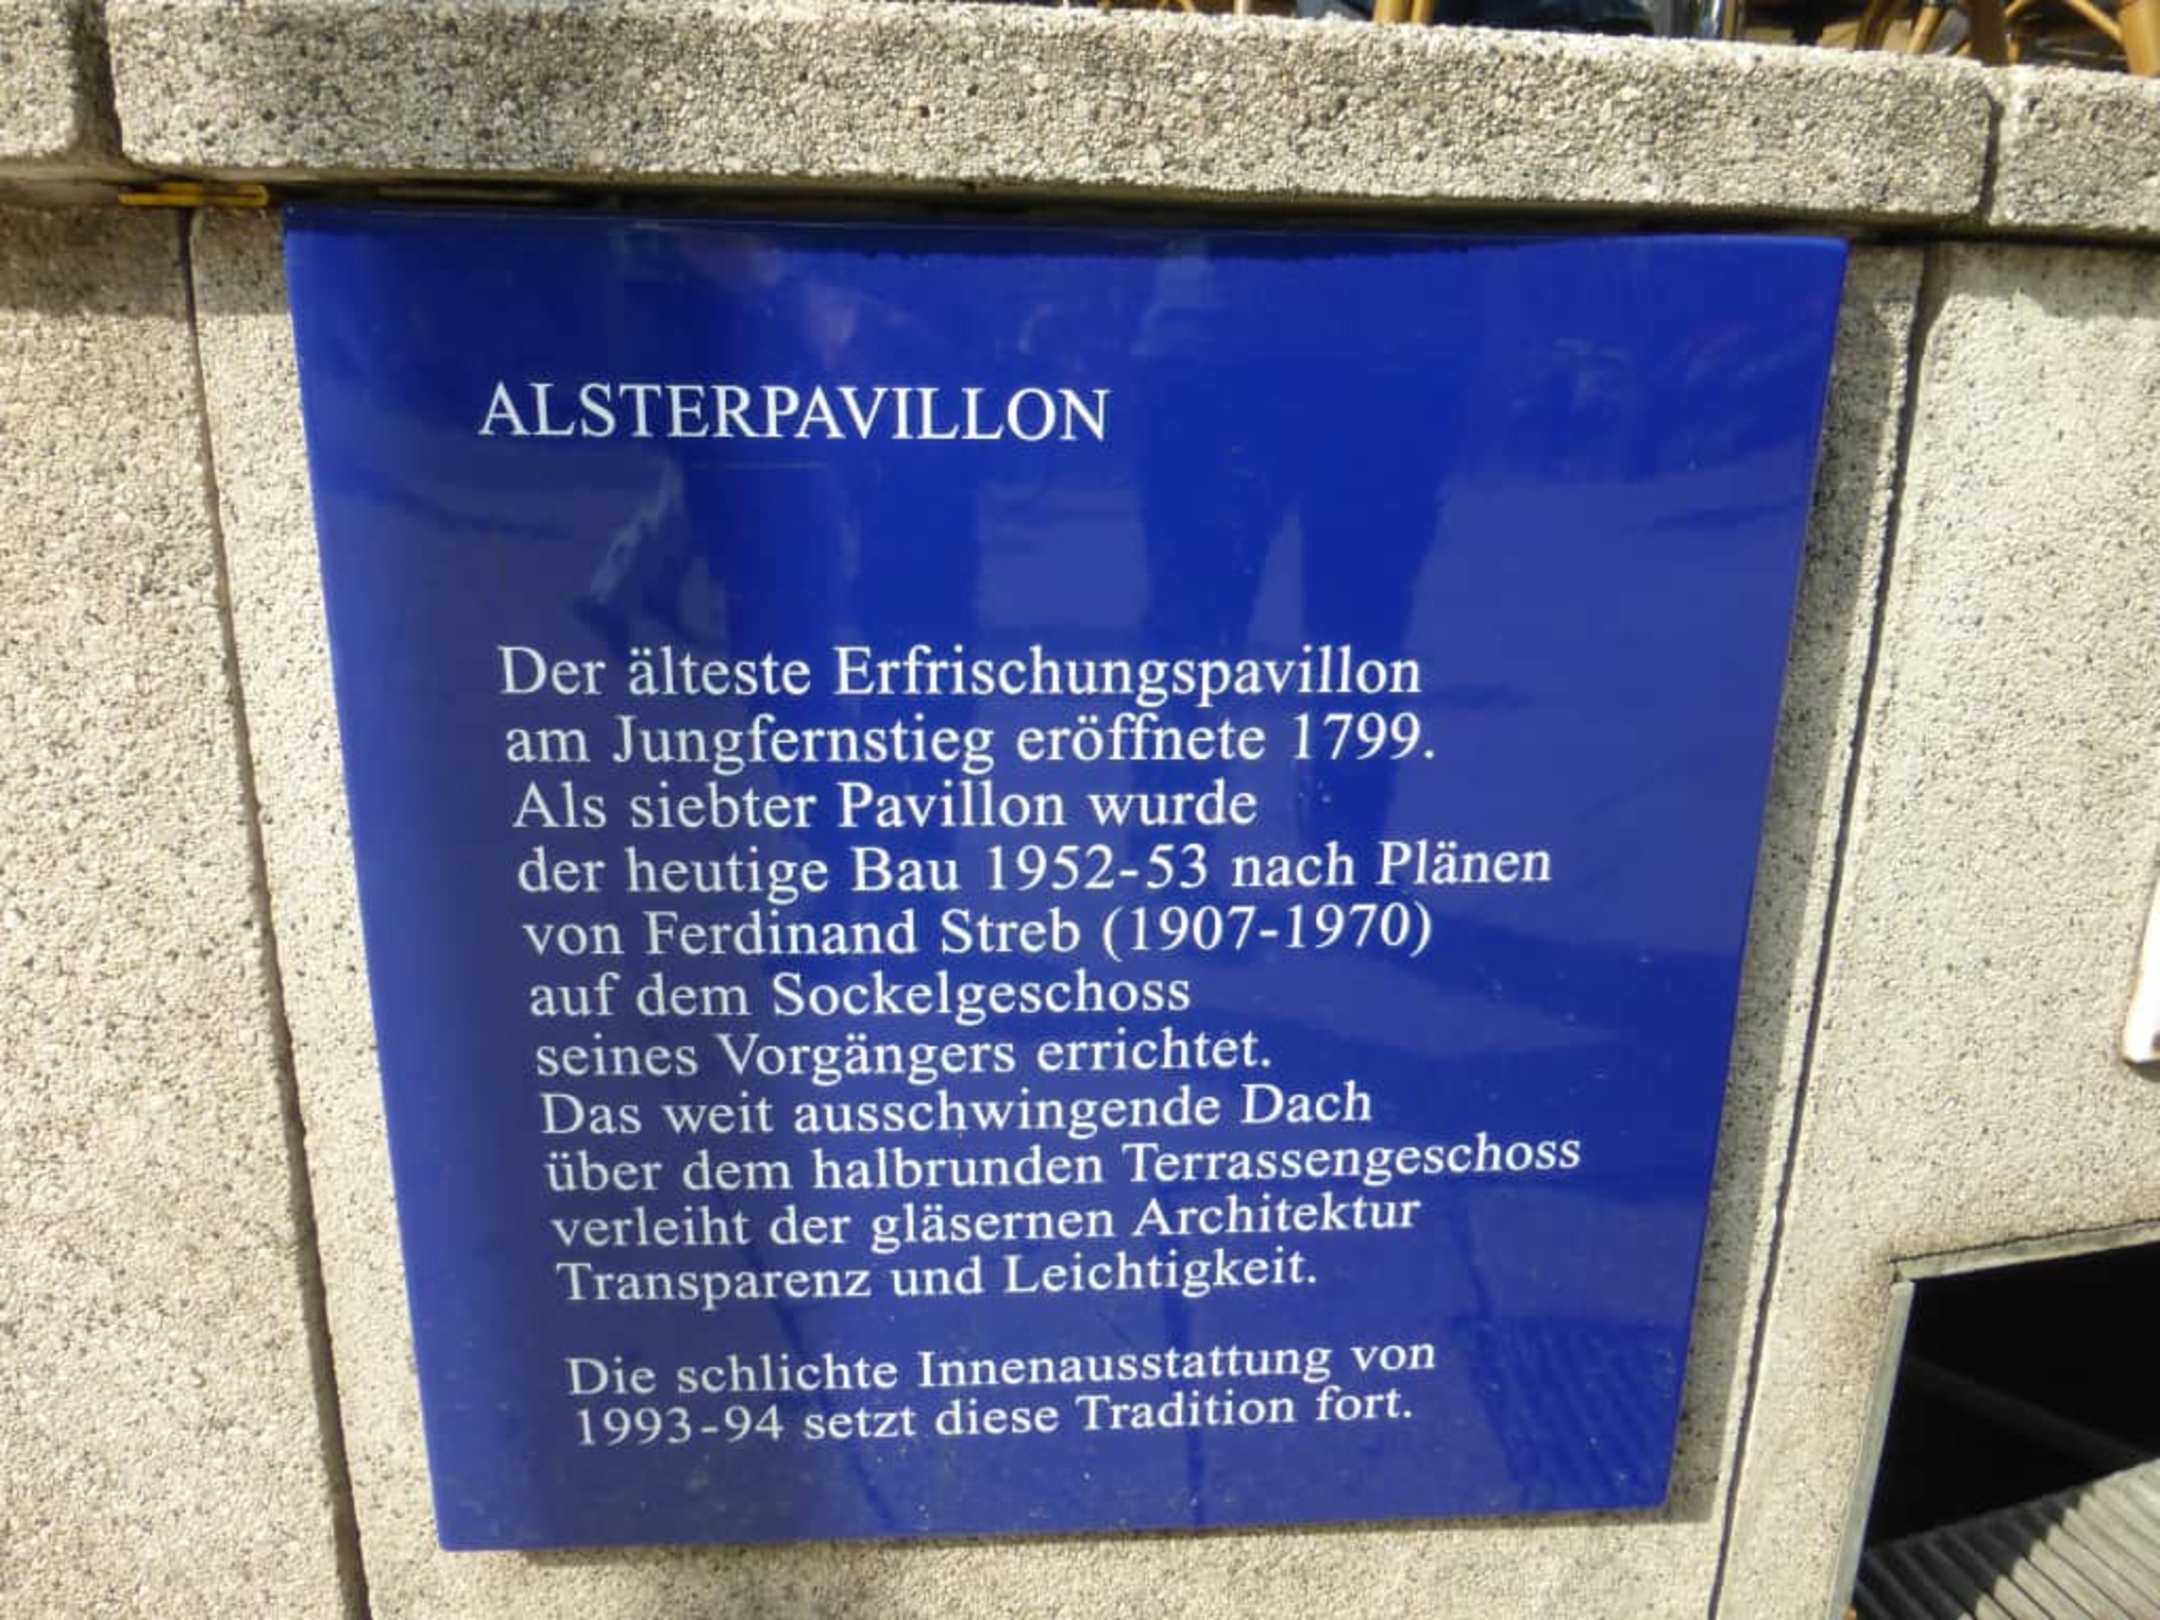 ALSTERPAVILLON
Der älteste Erfrischungspavillon
am Jungfernstieg eröffnete 1799.
Als siebter Pavillon wurde
der heutige Bau 1952-53 nach Plänen
von Ferdinand Streb (1907-1970)
auf dem Sockelgeschoss
seines Vorgängers errichtet.
Das weit ausschwingende Dach
über dem halbrunden Terrassengeschoss
verleiht der gläsernen Architektur
Transparenz und Leichtigkeit.
Die schlichte Innenausstattung von
1993-94 setzt diese Tradition fort.